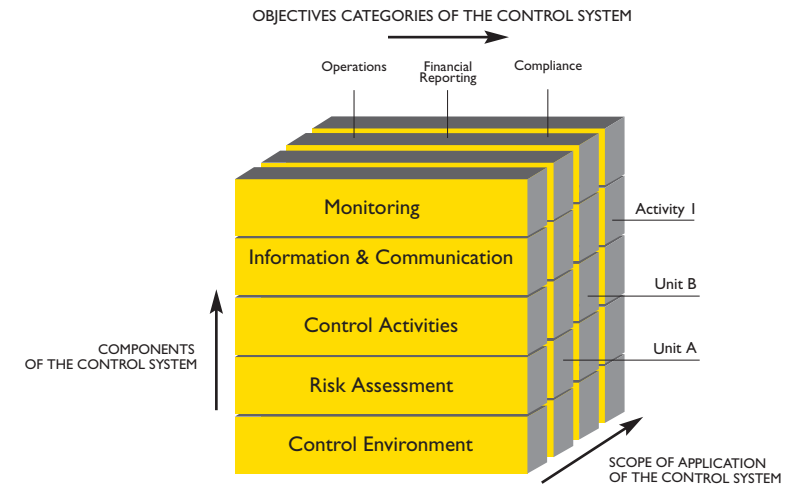 OBJECTIVES CATEGORIES OF THE CONTROL SYSTEM
Operations
Financial
Reporting
Compliance
Monitoring
Information & Communication
Control Activities
Risk Assessment
Control Environment
Activity 1
Unit B
Unit A
COMPONENTS
OF THE CONTROL SYSTEM
SCOPE OF APPLICATION
OF THE CONTROL SYSTEM